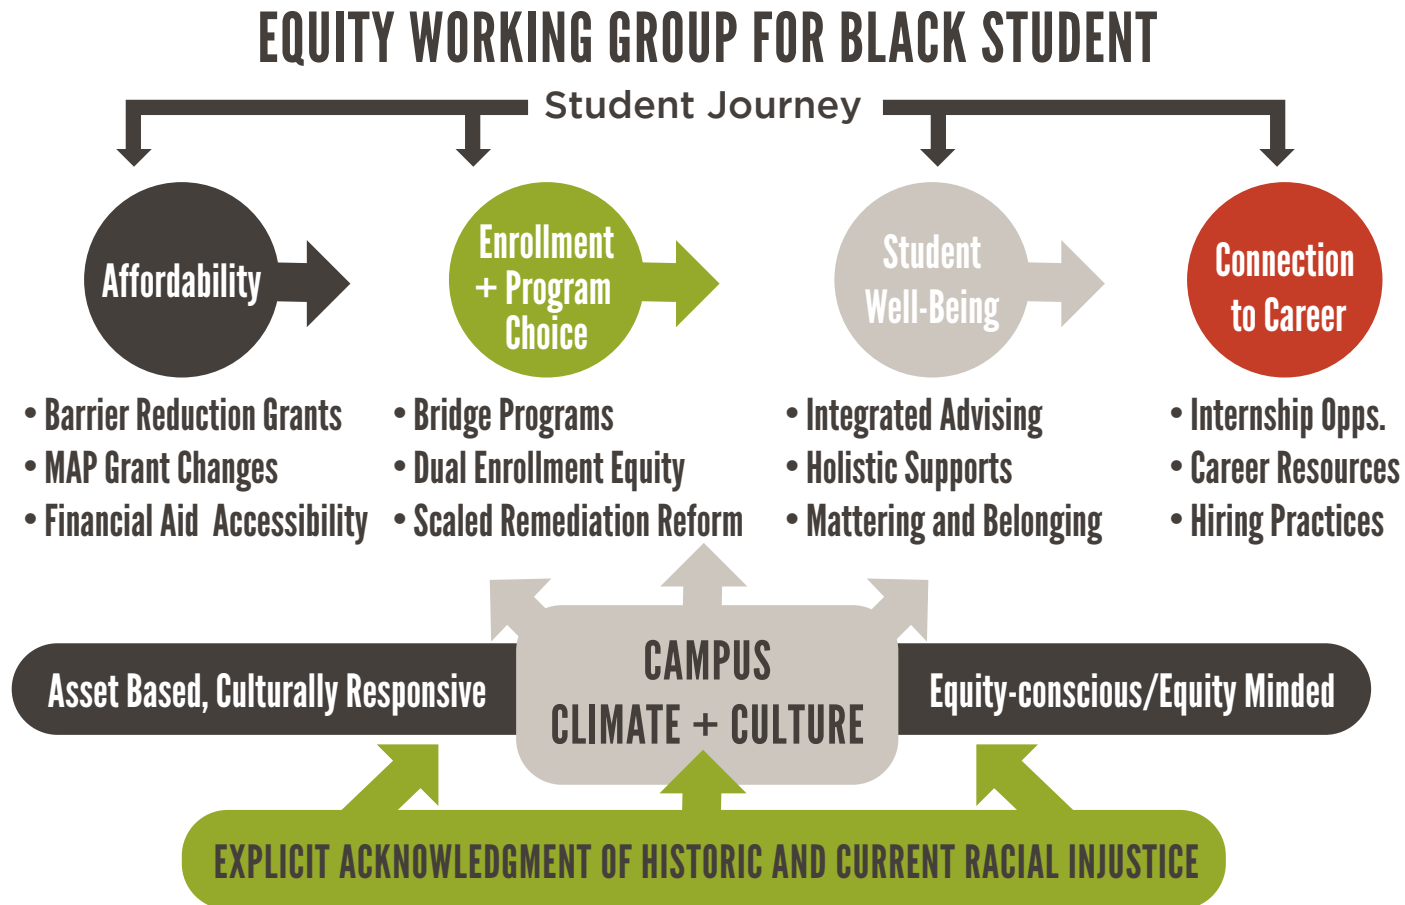 EQUITY WORKING GROUP FOR BLACK STUDENT
Student Journey
Affordability
Enrollment
+ Program
Choice
Student
Well-Being
Connection
to Career
• Barrier Reduction Grants
• MAP Grant Changes
• Financial Aid Accessibility
• Bridge Programs
• Dual Enrollment Equity
• Scaled Remediation Reform
• Integrated Advising
• Holistic Supports
• Mattering and Belonging
• Internship Opps.
• Career Resources
• Hiring Practices
Asset Based, Culturally Responsive
CAMPUS
CLIMATE + CULTURE
Equity-conscious/Equity Minded
EXPLICIT ACKNOWLEDGMENT OF HISTORIC AND CURRENT RACIAL INJUSTICE